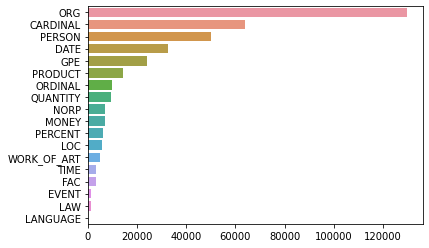 ORG
CARDINAL
PERSON
DATE
GPE
PRODUCT
ORDINAL
QUANTITY
NORP
MONEY
PERCENT
LOC
WORK_OF_ART
TIME
FAC
EVENT
LAW
LANGUAGE
0 20000 40000 60000 80000 100000 120000